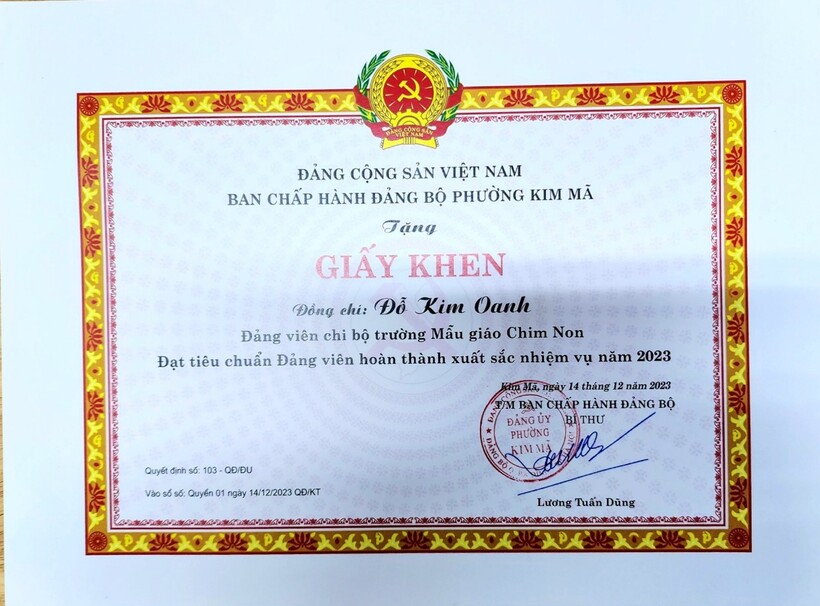 ĐẢNG CỘNG SẢN
VIỆT NAM
ĐẢNG CỘNG SẢN VIỆT NAM
BAN CHẤP HÀNH ĐẢNG BỘ PHƯỜNG KIM MÃ
Tặng
GIẤY KHEN
Đồng chí: Đỗ Kim Oanh
Đảng viên chi bộ trường Mẫu giáo Chim Non
Đạt tiêu chuẩn Đảng viên hoàn thành xuất sắc nhiệm vụ năm 2023
Kim Mã, ngày 14 tháng 12 năm 2023
T/M BAN CHẤP HÀNH ĐẢNG BỘ
BÍ THƯ
ĐẢNG ỦY
PHƯỜNG
KIM MÃ
Quyết định số: 103 - QĐ/ĐU
Vào sổ số: Quyển 01 ngày 14/12/2023 QĐ/KT
Lương Tuấn Dũng